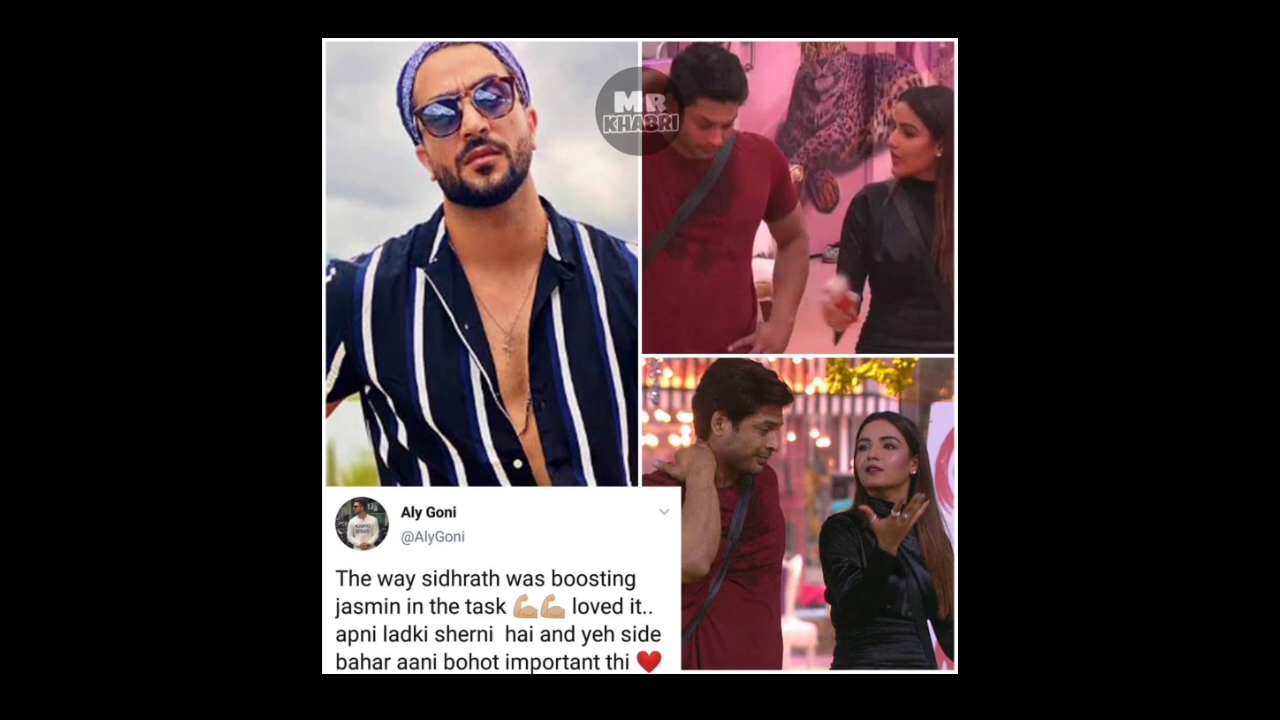 MR
KHABRI
Aly Goni
@AlyGoni
The way sidhrath was boosting
jasmin in the task 💪🏼💪🏼 loved it..
apni ladki sherni hai and yeh side
bahar aani bohot important thi ❤️